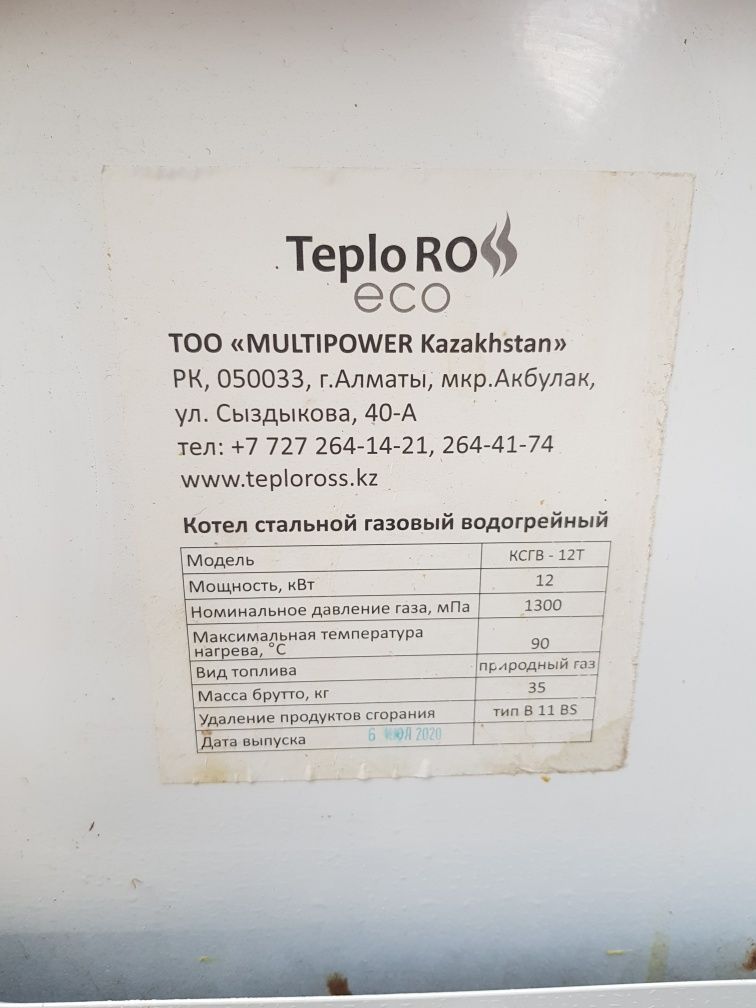 Teplo ROSS
eco
ТОО «MULTIPOWER Kazakhstan»
РК, 050033, г.Алматы, мкр.Акбулак,
ул. Сыздыкова, 40-А
тел: +7 727 264-14-21, 264-41-74
www.teploross.kz
Котел стальной газовый водогрейный
Модель КСГВ - 12Т
Мощность, кВт 12
Номинальное давление газа, мПа 1300
Максимальная температура
нагрева, °С 90
Вид топлива природный газ
Масса брутто, кг 35
Удаление продуктов сгорания тип В 11 BS
Дата выпуска 6 2020